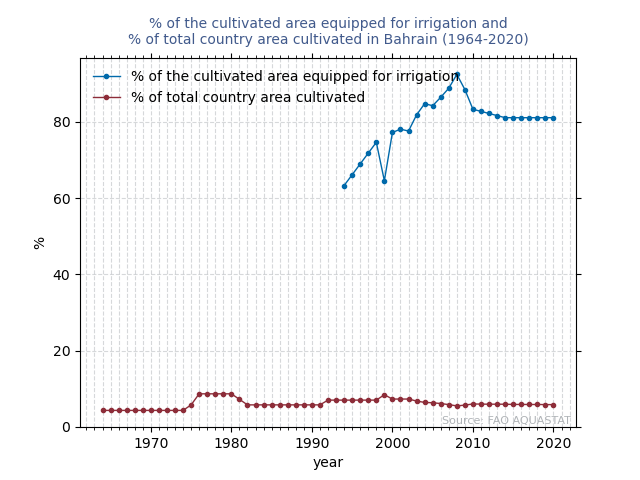 % of the cultivated area equipped for irrigation and
% of total country area cultivated in Bahrain (1964-2020)
% of the cultivated area equipped for irrigation
% of total country area cultivated
80
60
40
20
0
%
1970 1980 1990 2000 2010 2020
year
Source: FAO AQUASTAT